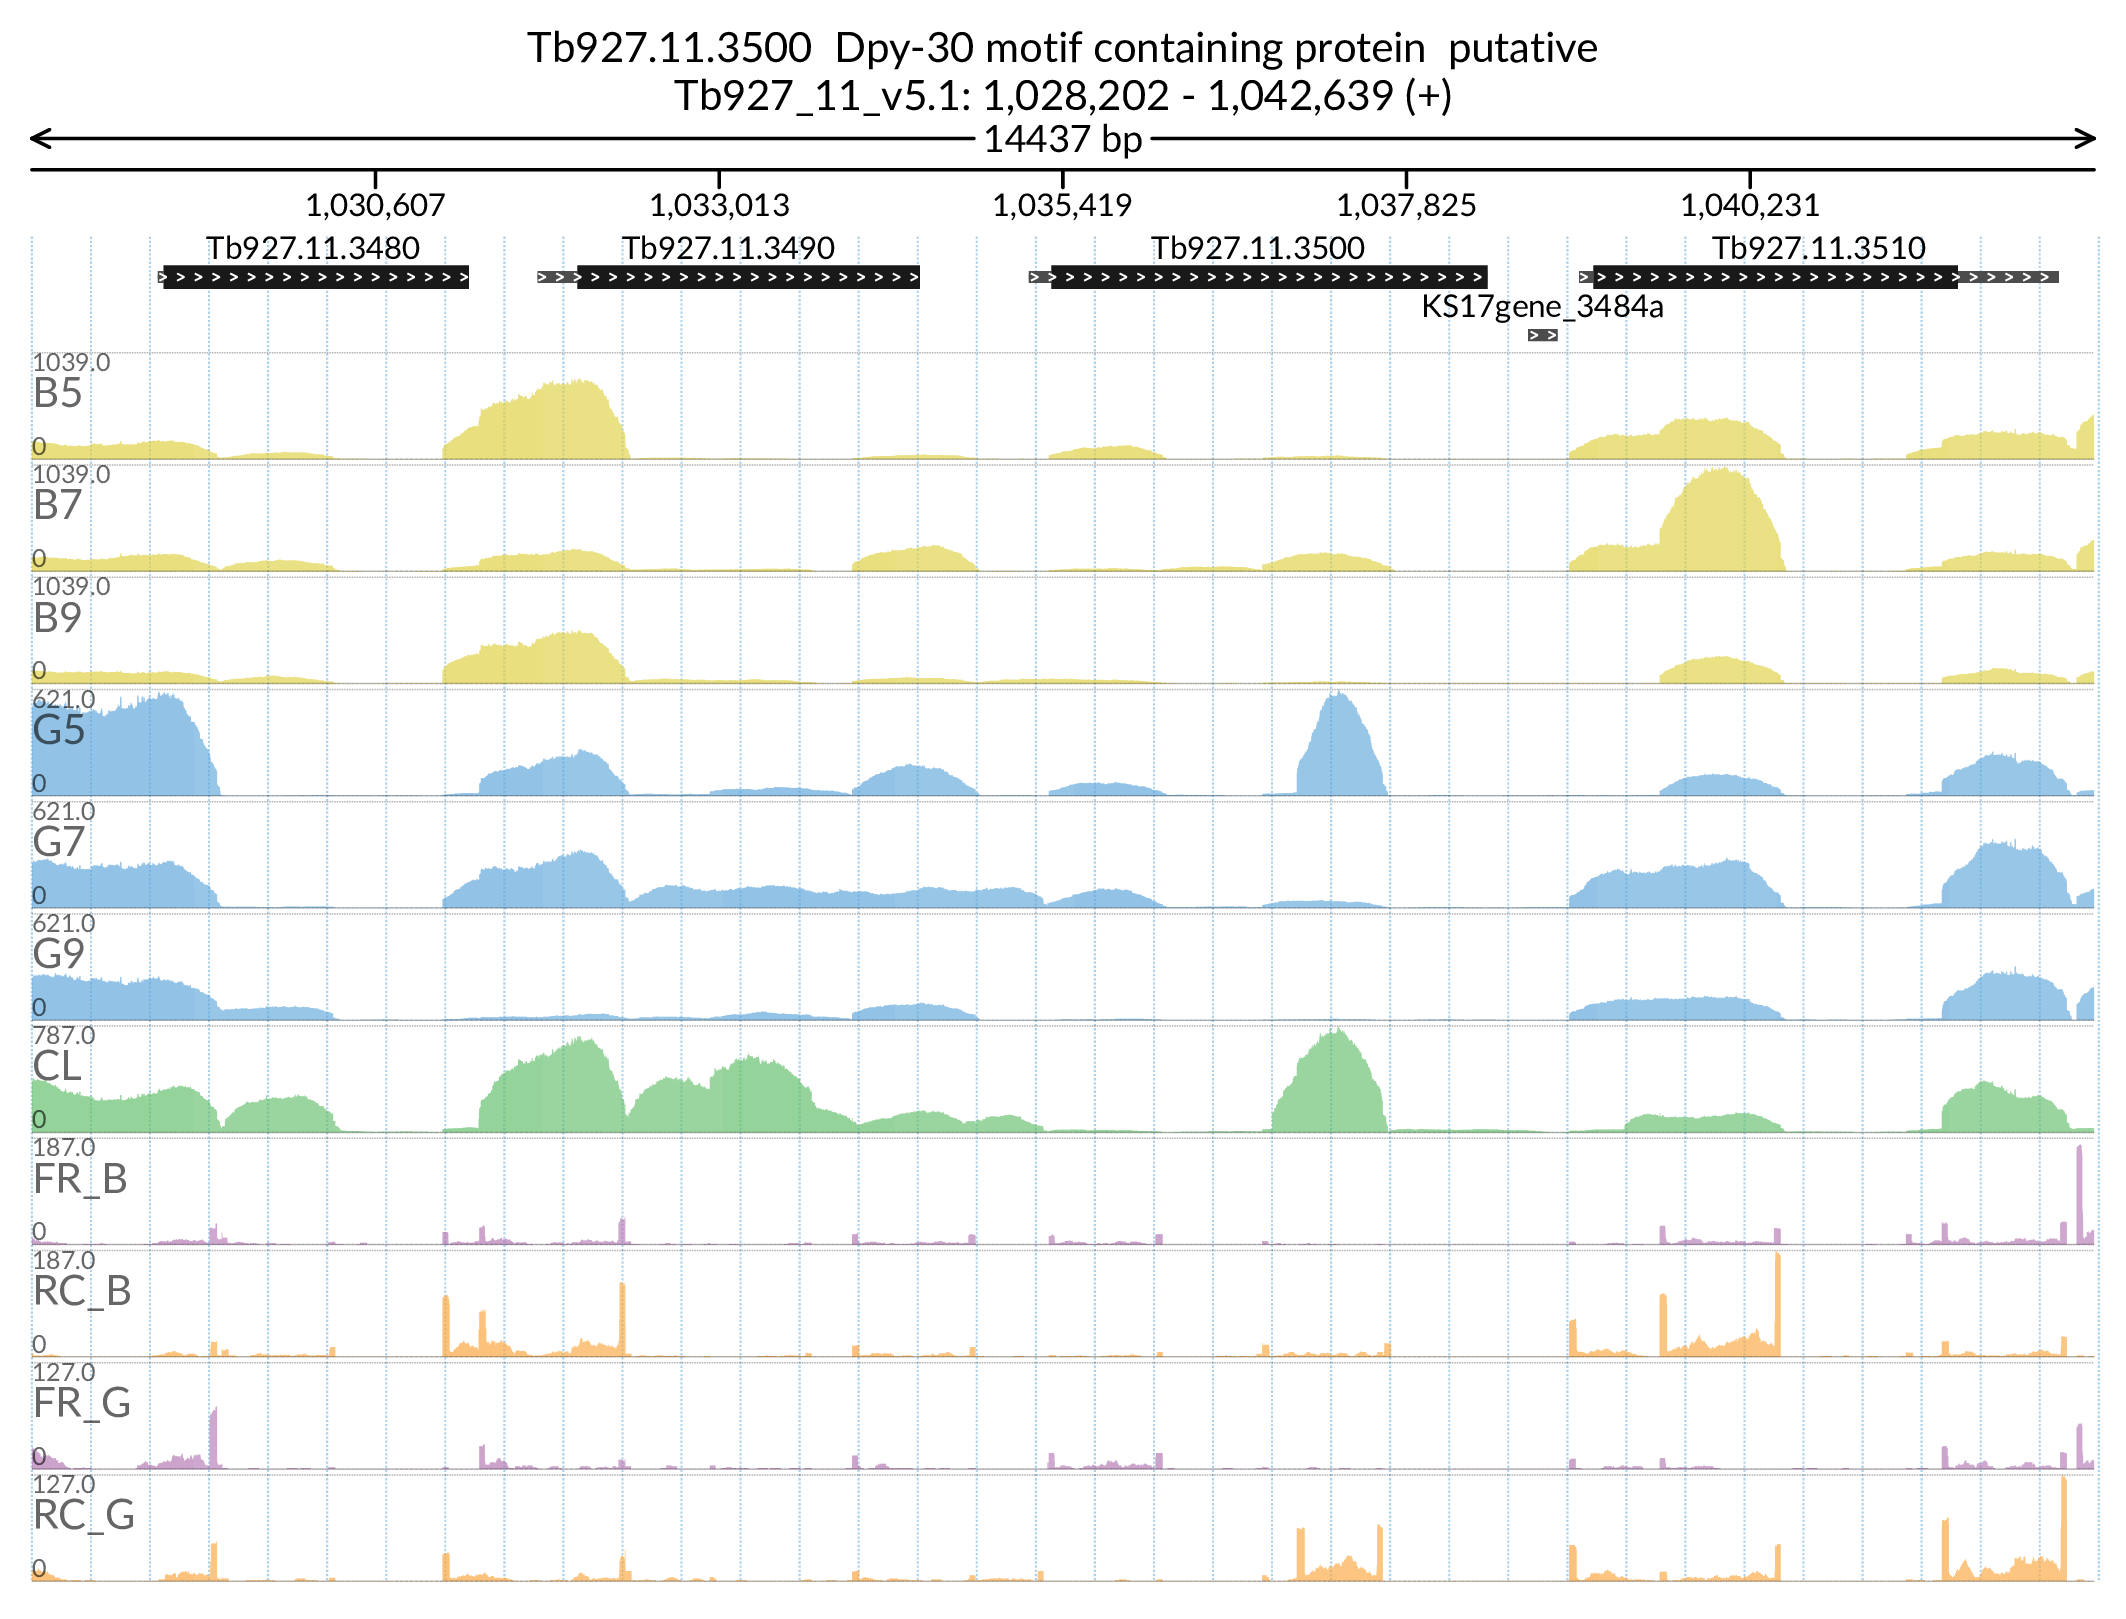 Tb927.11.3500  Dpy-30 motif containing protein  putative
Tb927_11_v5.1: 1,028,202 - 1,042,639 (+)
14437 bp
1,030,607 1,033,013 1,035,419 1,037,825 1,040,231
Tb927.11.3480 Tb927.11.3490 Tb927.11.3500 Tb927.11.3510
KS17gene_3484a
1039.0
B5
0
1039.0
B7
0
1039.0
B9
0
621.0
G5
0
621.0
G7
0
621.0
G9
0
787.0
CL
0
187.0
FR_B
0
187.0
RC_B
0
127.0
FR_G
0
127.0
RC_G
0